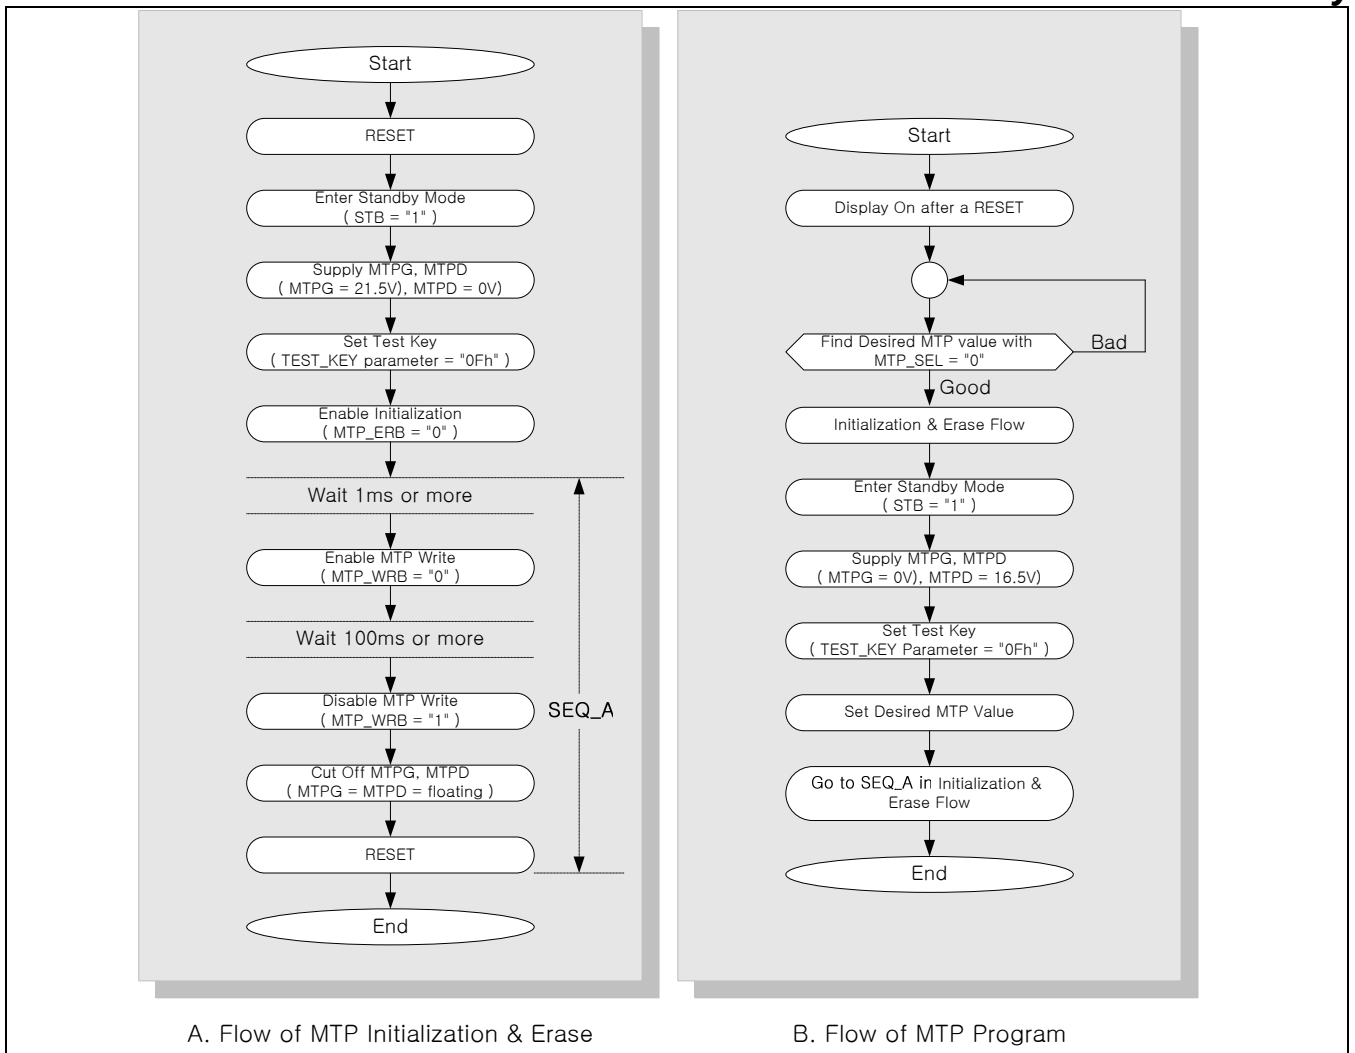 Start
RESET
Enter Standby Mode
( STB = "1" )
Supply MTPG, MTPD
( MTPG = 21.5V), MTPD = 0V)
Set Test Key
( TEST_KEY parameter = "0Fh" )
Enable Initialization
( MTP_ERB = "0" )
Wait 1ms or more
Enable MTP Write
( MTP_WRB = "0" )
Wait 100ms or more
Disable MTP Write
( MTP_WRB = "1" )
SEQ_A
Cut Off MTPG, MTPD
( MTPG = MTPD = floating )
RESET
End
A. Flow of MTP Initialization & Erase
Start
Display On after a RESET
Find Desired MTP value with
MTP_SEL = "0"
Bad
Good
Initialization & Erase Flow
Enter Standby Mode
( STB = "1" )
Supply MTPG, MTPD
( MTPG = 0V), MTPD = 16.5V)
Set Test Key
( TEST_KEY Parameter = "0Fh" )
Set Desired MTP Value
Go to SEQ_A in Initialization &
Erase Flow
End
B. Flow of MTP Program